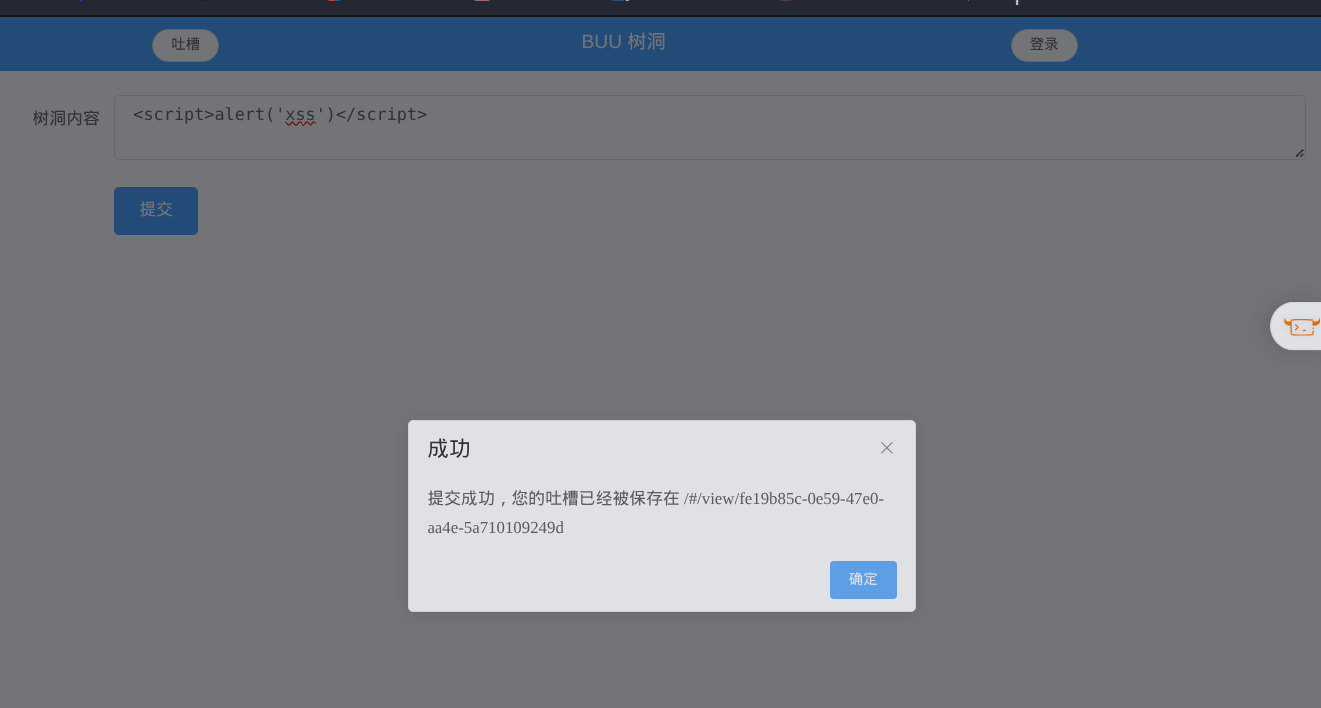 吐槽
BUU 树洞
登录
树洞内容
<script>alert('xss')</script>
提交
成功
提交成功，您的吐槽已经被保存在 /#/view/fe19b85c-0e59-47e0-
aa4e-5a710109249d
确定